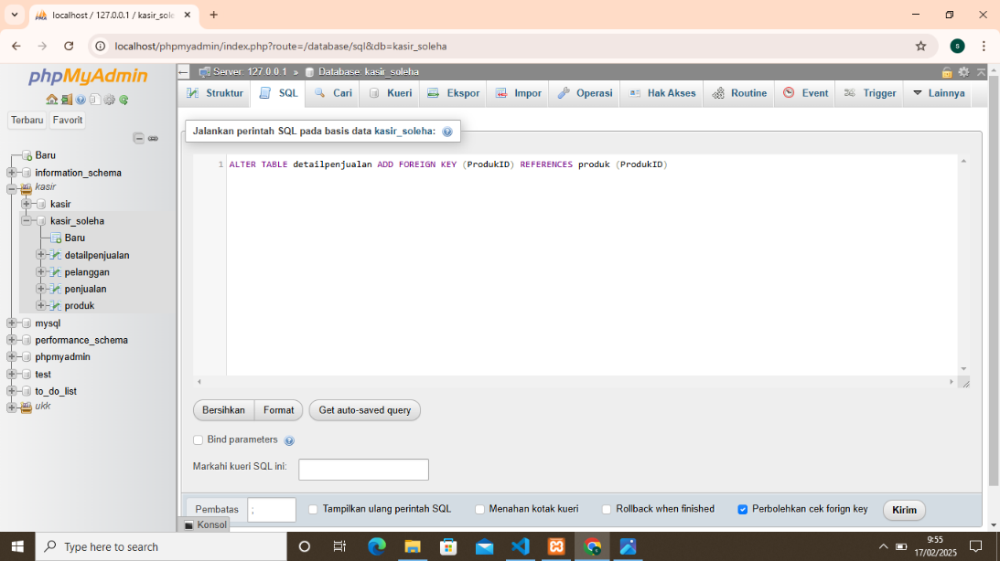 localhost / 127.0.0.1 / kasir_sole
localhost/phpmyadmin/index.php?route=/database/sql&db=kasir_soleha
S
phpMyAdmin
Terbaru
Favorit
Baru
information_schema
kasir
kasir
kasir_soleha
Baru
detailpenjualan
pelanggan
penjualan
produk
mysql
performance_schema
phpmyadmin
test
to_do_list
ukk
Server: 127.0.0.1 » Database: kasir_soleha
Struktur
SQL
Cari
Kueri
Ekspor
Impor
Operasi
Hak Akses
Routine
Event
Trigger
Lainnya
Jalankan perintah SQL pada basis data kasir_soleha:
1 ALTER TABLE detailpenjualan ADD FOREIGN KEY (ProdukID) REFERENCES produk (ProdukID)
Bersihkan
Format
Get auto-saved query
Bind parameters
Markahi kueri SQL ini:
Pembatas ;
Tampilkan ulang perintah SQL
Menahan kotak kueri
Rollback when finished
Perbolehkan cek forign key
Kirim
Konsol
Type here to search
9:55
17/02/2025